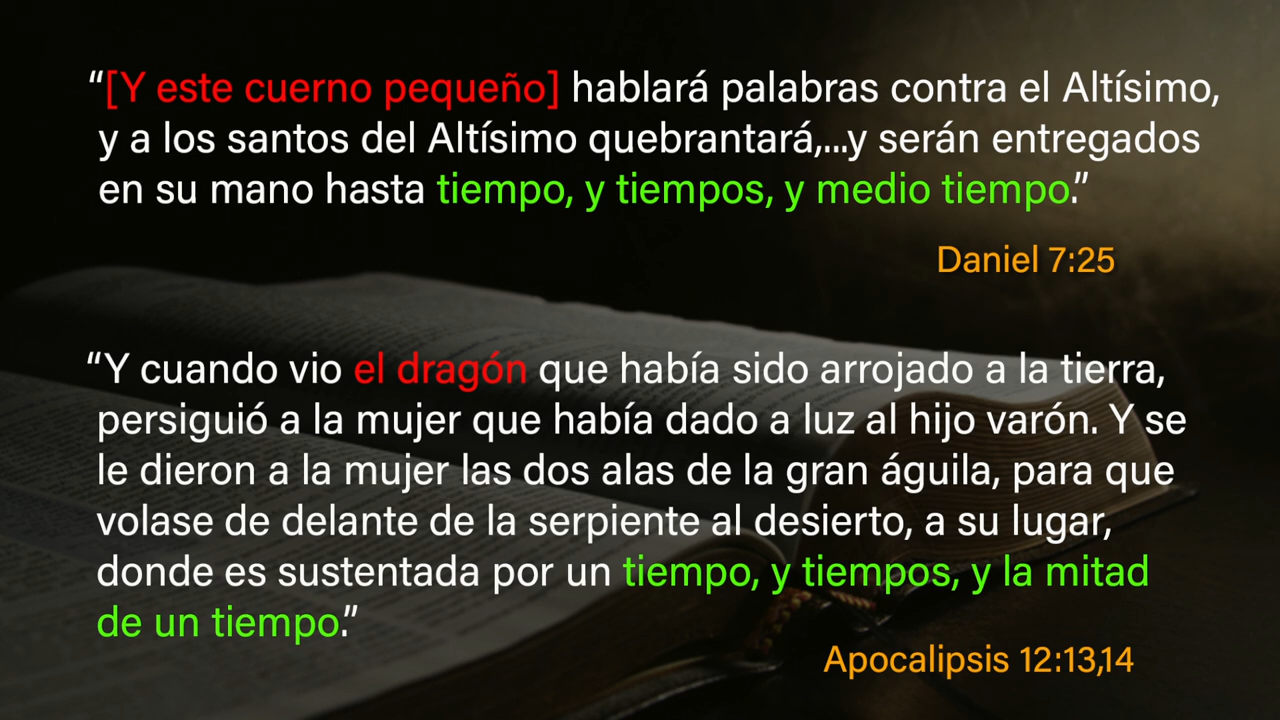 “[Y este cuerno pequeño] hablará palabras contra el Altísimo,
y a los santos del Altísimo quebrantará,...y serán entregados
en su mano hasta tiempo, y tiempos, y medio tiempo.”
Daniel 7:25
“Y cuando vio el dragón que había sido arrojado a la tierra,
persiguió a la mujer que había dado a luz al hijo varón. Y se
le dieron a la mujer las dos alas de la gran águila, para que
volase de delante de la serpiente al desierto, a su lugar,
donde es sustentada por un tiempo, y tiempos, y la mitad
de un tiempo.”
Apocalipsis 12:13,14